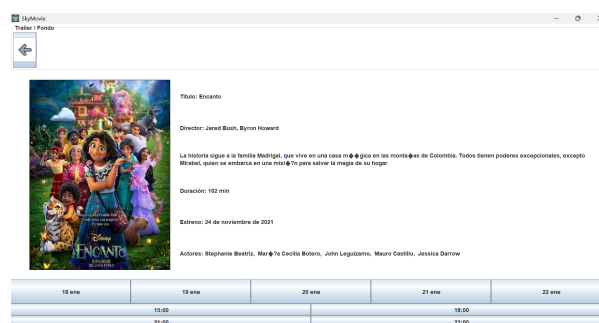 SkyMovie
Trailer / Fondo
Titulo: Encanto
Director: Jared Bush, Byron Howard
La historia sigue a la familia Madrigal, que vive en una casa m��gica en las monta�as de Colombia. Todos tienen poderes excepcionales, excepto
Mirabel, quien se embarca en una misi�?n para salvar la magia de su hogar
Duración: 102 min
Estreno: 24 de noviembre de 2021
Actores: Stephanie Beatriz, Mar�?a Cecilia Botero, John Leguizamo, Mauro Castillo, Jessica Darrow
Disney
ENCANTO
18 ene 19 ene 20 ene 21 ene 22 ene
15:00 18:00
21:00 23:00